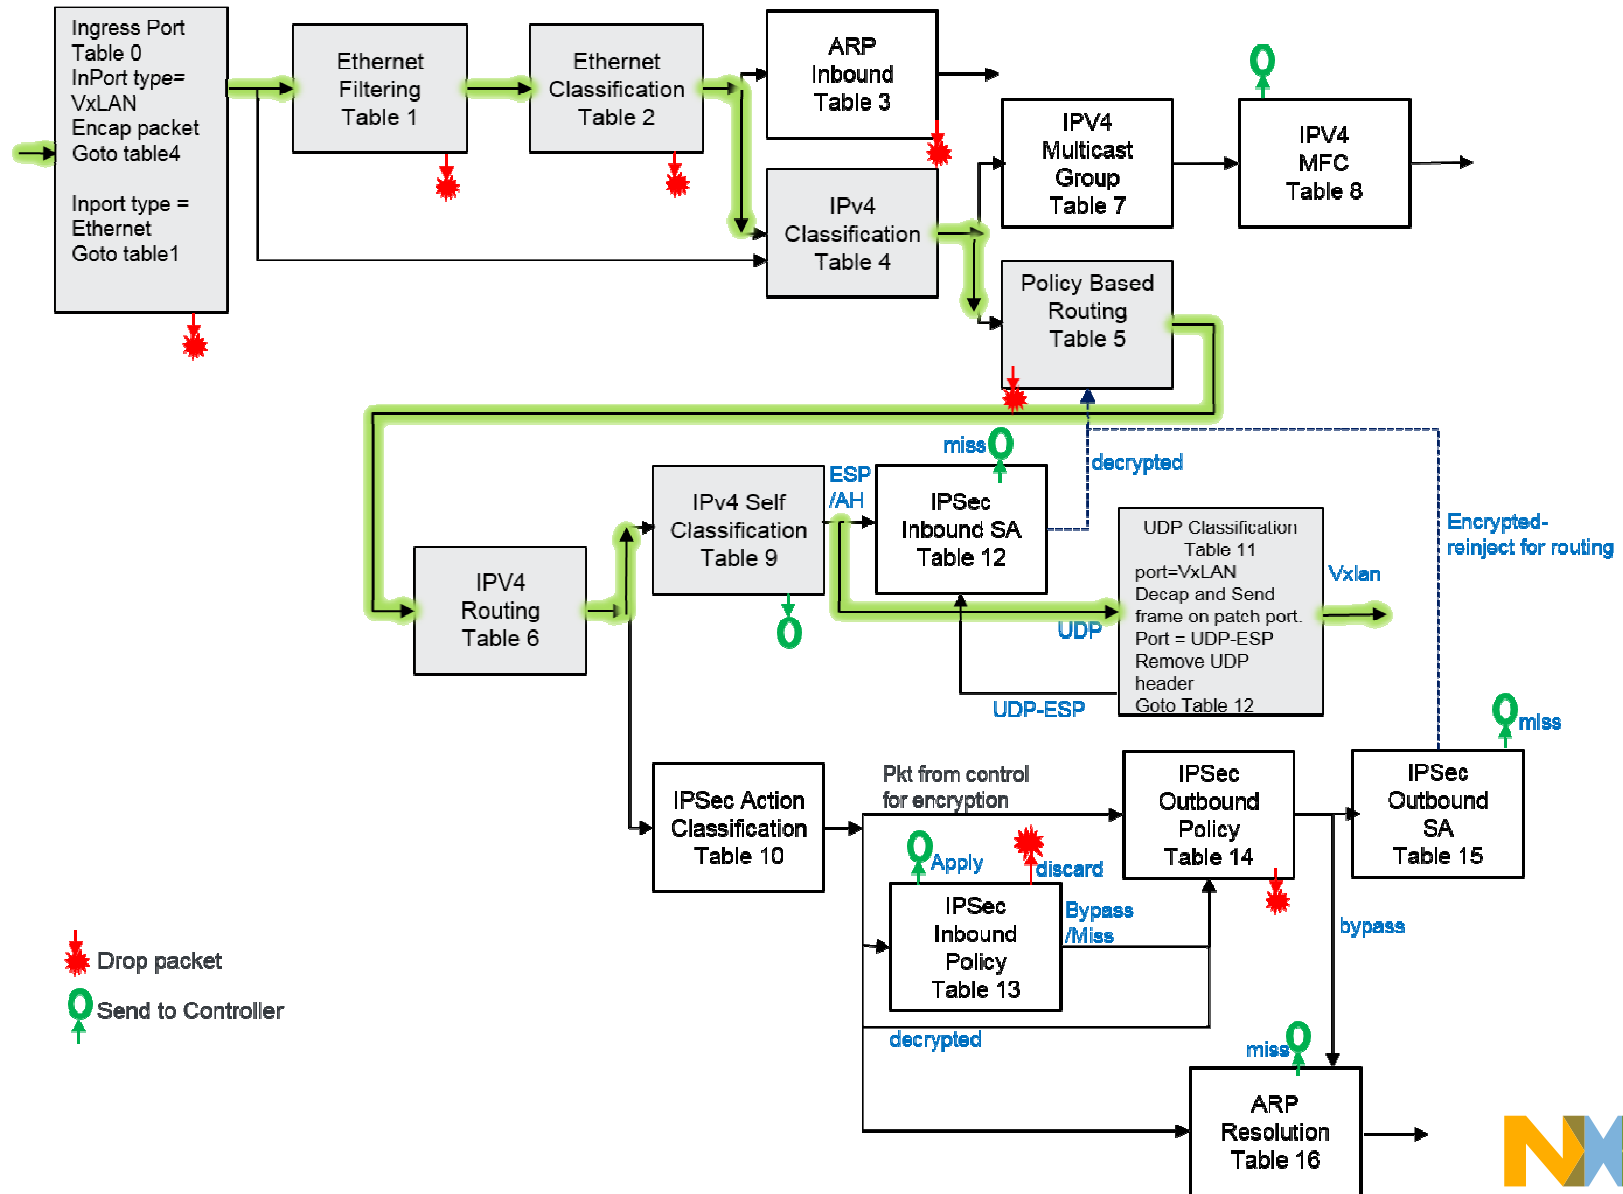 Ingress Port
Table 0
InPort type=
VxLAN
Encap packet
Goto table4
Inport type =
Ethernet
Goto table1
Ethernet
Filtering
Table 1
Ethernet
Classification
Table 2
ARP
Inbound
Table 3
IPV4
Multicast
Group
Table 7
IPV4
MFC
Table 8
IPv4
Classification
Table 4
Policy Based
Routing
Table 5
miss
decrypted
ESP
/AH
IPv4 Self
Classification
Table 9
IPSec
Inbound SA
Table 12
UDP Classification
Table 11
port=VxLAN
Decap and Send
frame on patch port.
Port = UDP-ESP
Remove UDP
header
Goto Table 12
Vxlan
Encrypted-
reinject for routing
IPV4
Routing
Table 6
UDP
UDP-ESP
miss
IPSec Action
Classification
Table 10
Pkt from control
for encryption
IPSec
Outbound
Policy
Table 14
IPSec
Outbound
SA
Table 15
Apply
discard
IPSec
Inbound
Policy
Table 13
Bypass
/Miss
bypass
decrypted
Drop packet
Send to Controller
miss
ARP
Resolution
Table 16
NX